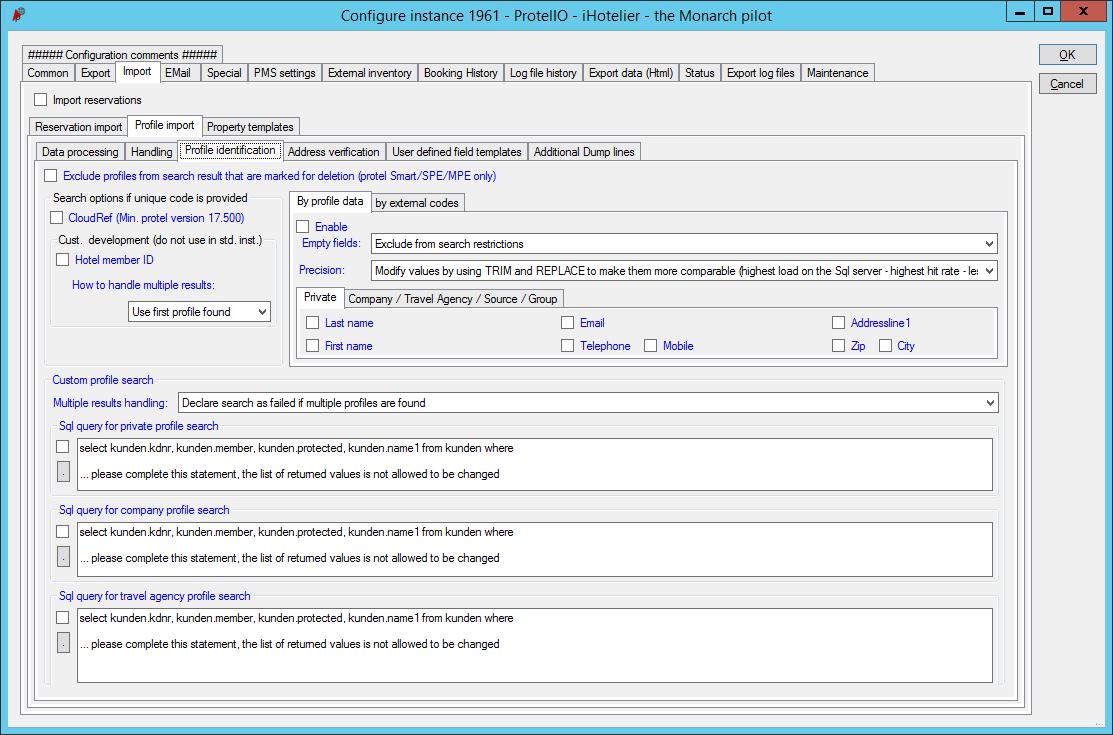 Configure instance 1961 - ProtelIO - iHotelier - the Monarch pilot
OK
Cancel
##### Configuration comments #####
Common Export Import EMail Special PMS settings External inventory Booking History Log file history Export data (Html) Status Export log files Maintenance
Import reservations
Reservation import Profile import Property templates
Data processing Handling Profile identification Address verification User defined field templates Additional Dump lines
Exclude profiles from search result that are marked for deletion (protel Smart/SPE/MPE only)
Search options if unique code is provided
CloudRef (Min. protel version 17.500)
Cust. development (do not use in std. inst.)
Hotel member ID
How to handle multiple results:
Use first profile found
By profile data by external codes
Enable
Empty fields: Exclude from search restrictions
Precision: Modify values by using TRIM and REPLACE to make them more comparable (highest load on the Sql server - highest hit rate -
Private Company / Travel Agency / Source / Group
Last name Email Addressline1
First name Telephone Mobile Zip City
Custom profile search
Multiple results handling: Declare search as failed if multiple profiles are found
Sql query for private profile search
select kunden.kdnr, kunden.member, kunden.protected, kunden.name1 from kunden where
. ... please complete this statement, the list of returned values is not allowed to be changed
Sql query for company profile search
select kunden.kdnr, kunden.member, kunden.protected, kunden.name1 from kunden where
. ... please complete this statement, the list of returned values is not allowed to be changed
Sql query for travel agency profile search
select kunden.kdnr, kunden.member, kunden.protected, kunden.name1 from kunden where
. ... please complete this statement, the list of returned values is not allowed to be changed